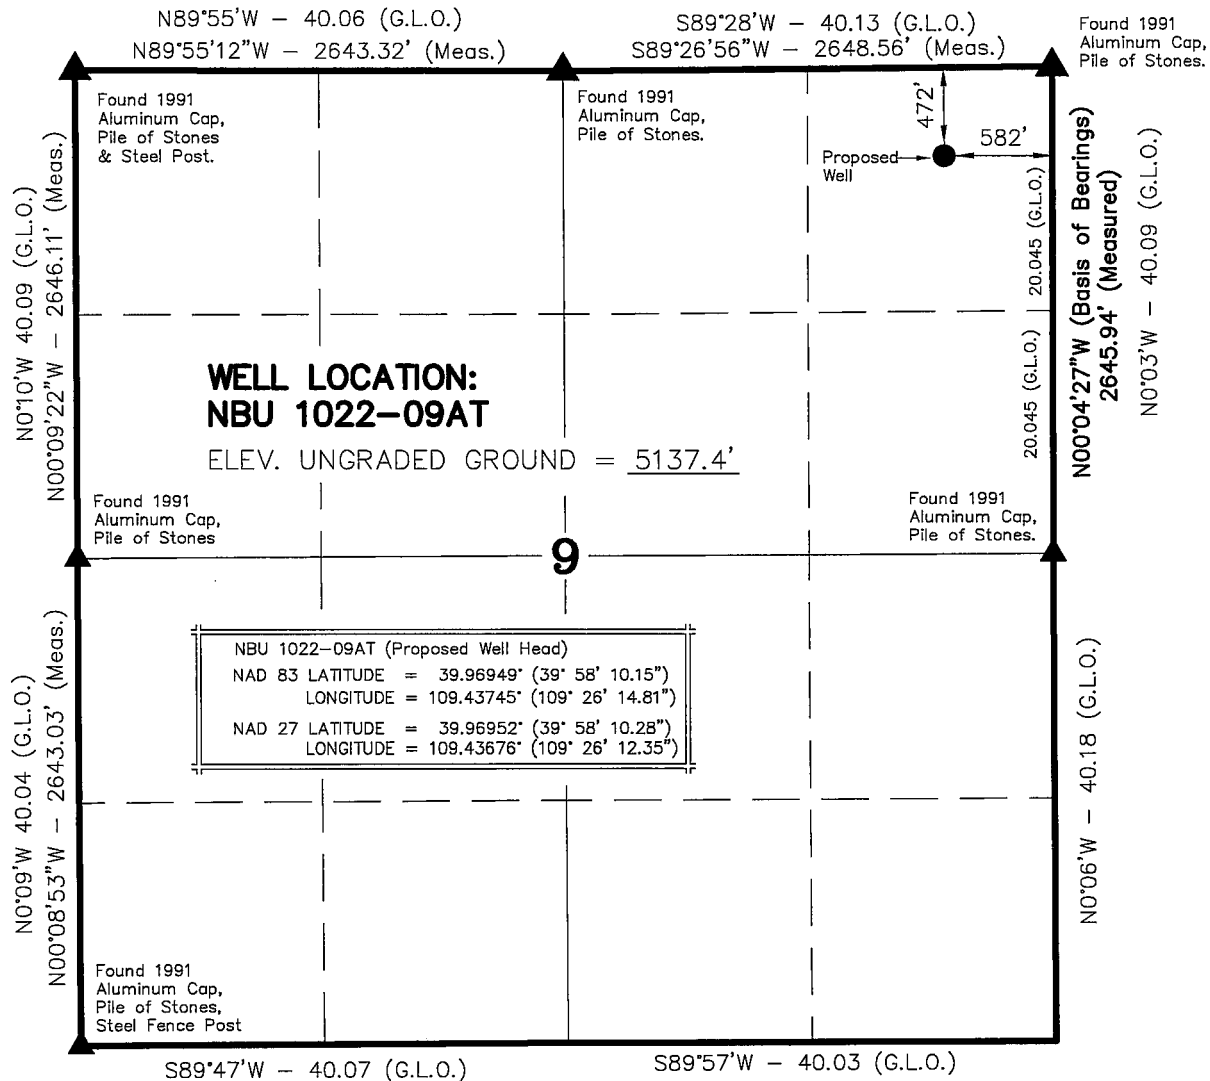 N89°55'W - 40.06 (G.L.O.)
N89°55'12"W - 2643.32' (Meas.)
S89°28'W - 40.13 (G.L.O.)
S89°26'56"W - 2648.56' (Meas.)
Found 1991
Aluminum Cap,
Pile of Stones.
Found 1991
Aluminum Cap,
Pile of Stones
& Steel Post.
Found 1991
Aluminum Cap,
Pile of Stones.
472'
582'
Proposed
Well
20.045 (G.L.O.)
20.045 (G.L.O.)
N00°04'27"W (Basis of Bearings)
2645.94' (Measured)
N0°03'W - 40.09 (G.L.O.)
N0°10'W 40.09 (G.L.O.)
N00°09'22"W - 2646.11' (Meas.)
WELL LOCATION:
NBU 1022-09AT
ELEV. UNGRADED GROUND = 5137.4'
Found 1991
Aluminum Cap,
Pile of Stones
Found 1991
Aluminum Cap,
Pile of Stones.
9
NBU 1022-09AT (Proposed Well Head)
NAD 83 LATITUDE = 39.96949° (39° 58' 10.15")
LONGITUDE = 109.43745° (109° 26' 14.81")
NAD 27 LATITUDE = 39.96952° (39° 58' 10.28")
LONGITUDE = 109.43676° (109° 26' 12.35")
N0°09'W 40.04 (G.L.O.)
N00°08'53"W - 2643.03' (Meas.)
N0°06'W - 40.18 (G.L.O.)
Found 1991
Aluminum Cap,
Pile of Stones,
Steel Fence Post
S89°47'W - 40.07 (G.L.O.)
S89°57'W - 40.03 (G.L.O.)